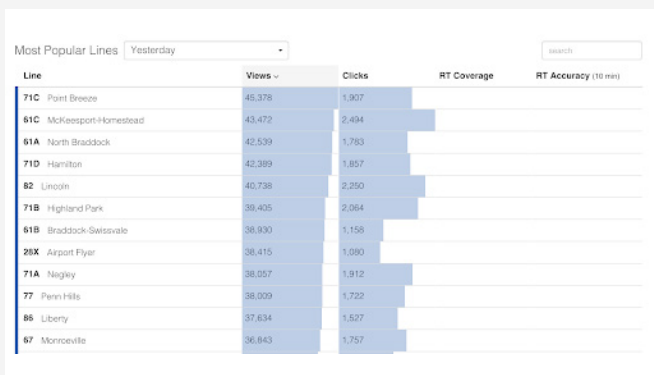 Most Popular Lines Yesterday search
Line Views Clicks RT Coverage RT Accuracy (10 min)
71C Point Breeze 45,378 1,907
61C McKeesport-Homestead 43,472 2,494
61A North Braddock 42,539 1,783
71D Hamilton 42,389 1,857
82 Lincoln 40,738 2,250
71B Highland Park 39,405 2,064
61B Braddock-Swissvale 38,930 1,158
28X Airport Flyer 38,415 1,080
71A Negley 38,057 1,912
77 Penn Hills 38,009 1,722
86 Liberty 37,634 1,527
67 Monroeville 36,843 1,757